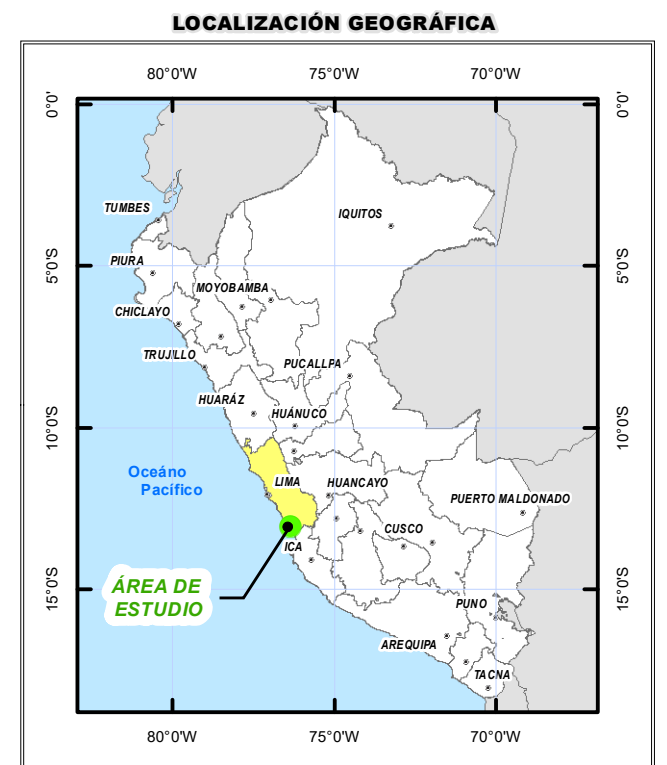 LOCALIZACIÓN GEOGRÁFICA
80°0'W 75°0'W 70°0'W
0°0' 0°0'
TUMBES
IQUITOS
5°0'S 5°0'S
PIURA
MOYOBAMBA
CHICLAYO
TRUJILLO
PUCALLPA
HUARÁZ
HUÁNUCO
10°0'S 10°0'S
Oceáno
Pacífico
LIMA
HUANCAYO
PUERTO MALDONADO
CUSCO
ICA
ÁREA DE
ESTUDIO
15°0'S 15°0'S
PUNO
AREQUIPA
TACNA
80°0'W 75°0'W 70°0'W